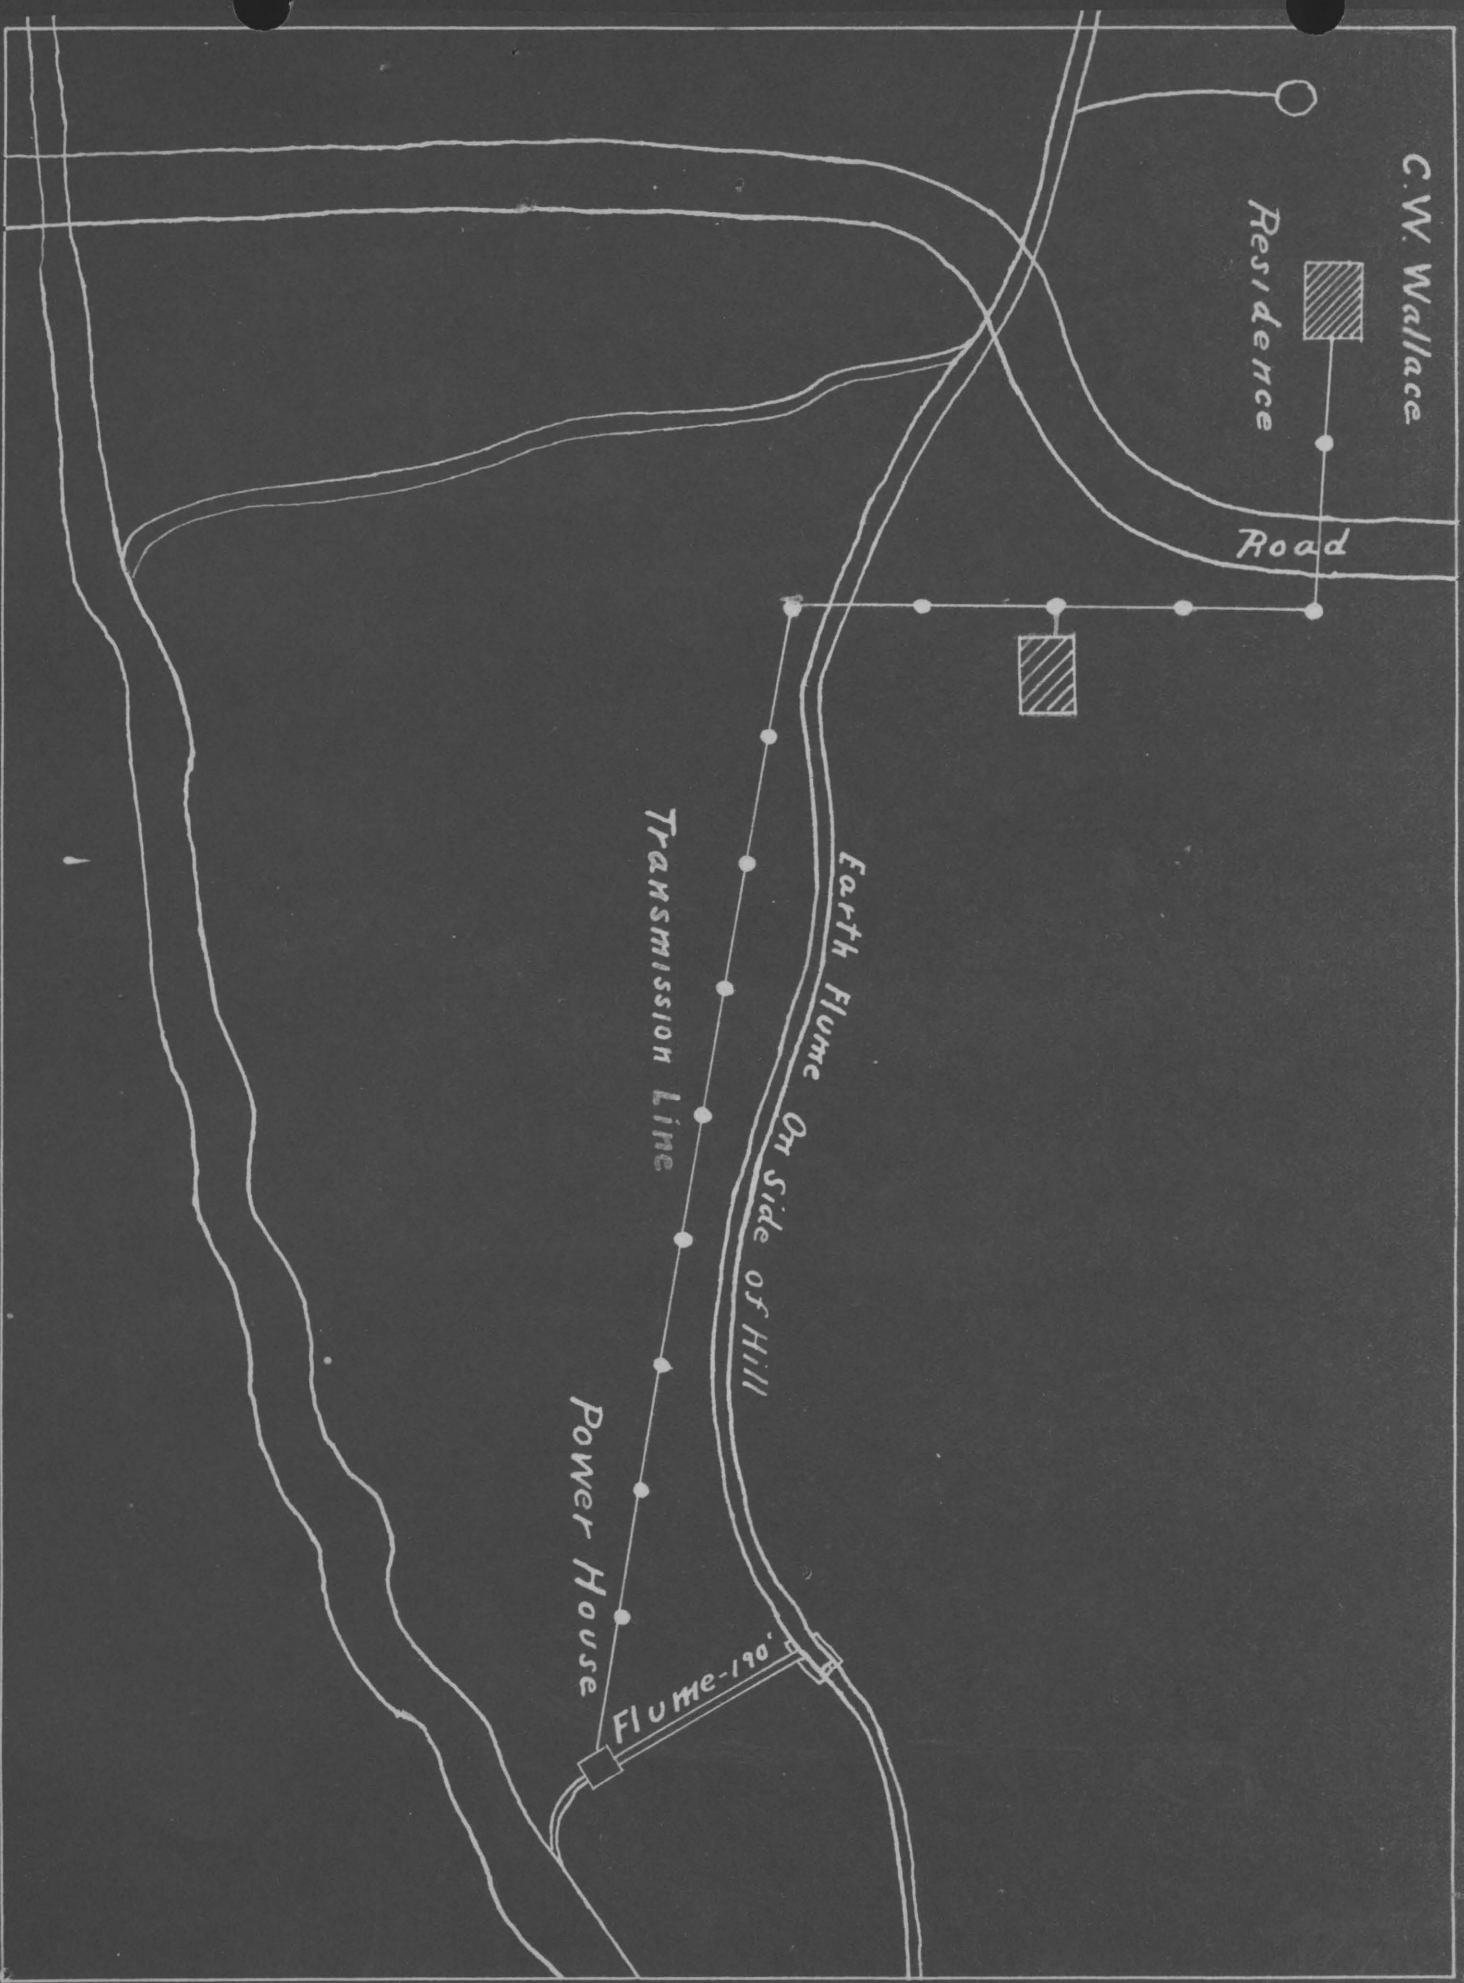 C.W. Wallace
Residence
Road
Earth Flume On Side of Hill
Transmission Line
Power House
Flume-190'